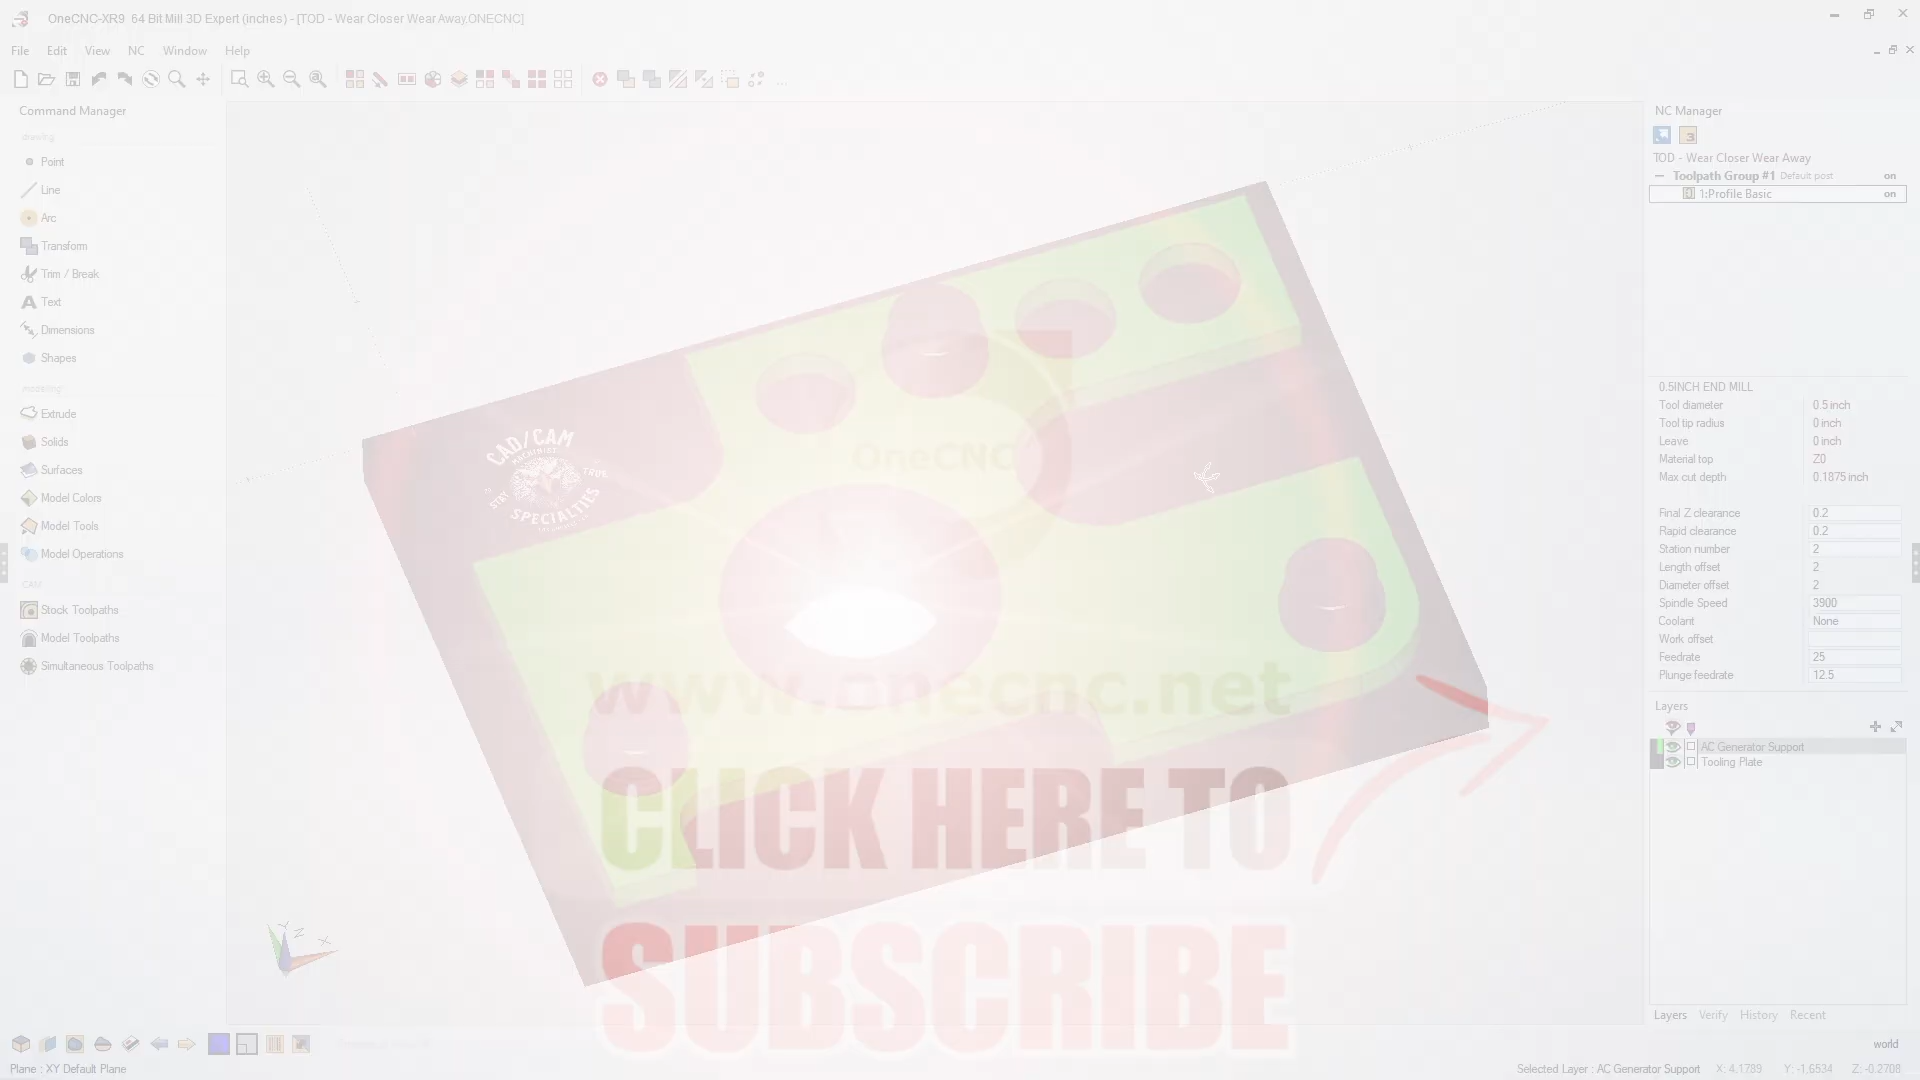 OneCNC-XR9 64 Bit Mill 3D Expert (inches) - [TOD - Wear Closer Wear Away.ONECNC]
File Edit View NC Window Help
Command Manager
drawing
Point
Line
Arc
Transform
Trim / Break
Text
Dimensions
Shapes
modeling
Extrude
Solids
Surfaces
Model Colors
Model Tools
Model Operations
CAM
Stock Toolpaths
Model Toolpaths
Simultaneous Toolpaths
CAD/CAM
MACHINIST
STAY TRUE
SPECIALTIES
OneCNC
www.onecnc.net
CLICK HERE TO
SUBSCRIBE
Y Z X
NC Manager
3
TOD - Wear Closer Wear Away
Toolpath Group #1 Default post on
1:Profile Basic on
0.5INCH END MILL
Tool diameter 0.5 inch
Tool tip radius 0 inch
Leave 0 inch
Material top Z0
Max cut depth 0.1875 inch
Final Z clearance 0.2
Rapid clearance 0.2
Station number 2
Length offset 2
Diameter offset 2
Spindle Speed 3900
Coolant None
Work offset
Feedrate 25
Plunge feedrate 12.5
Layers
AC Generator Support
Tooling Plate
Layers Verify History Recent
world
Plane : XY Default Plane
Selected Layer : AC Generator Support X: 4.1789 Y: -1.6534 Z: -0.2708